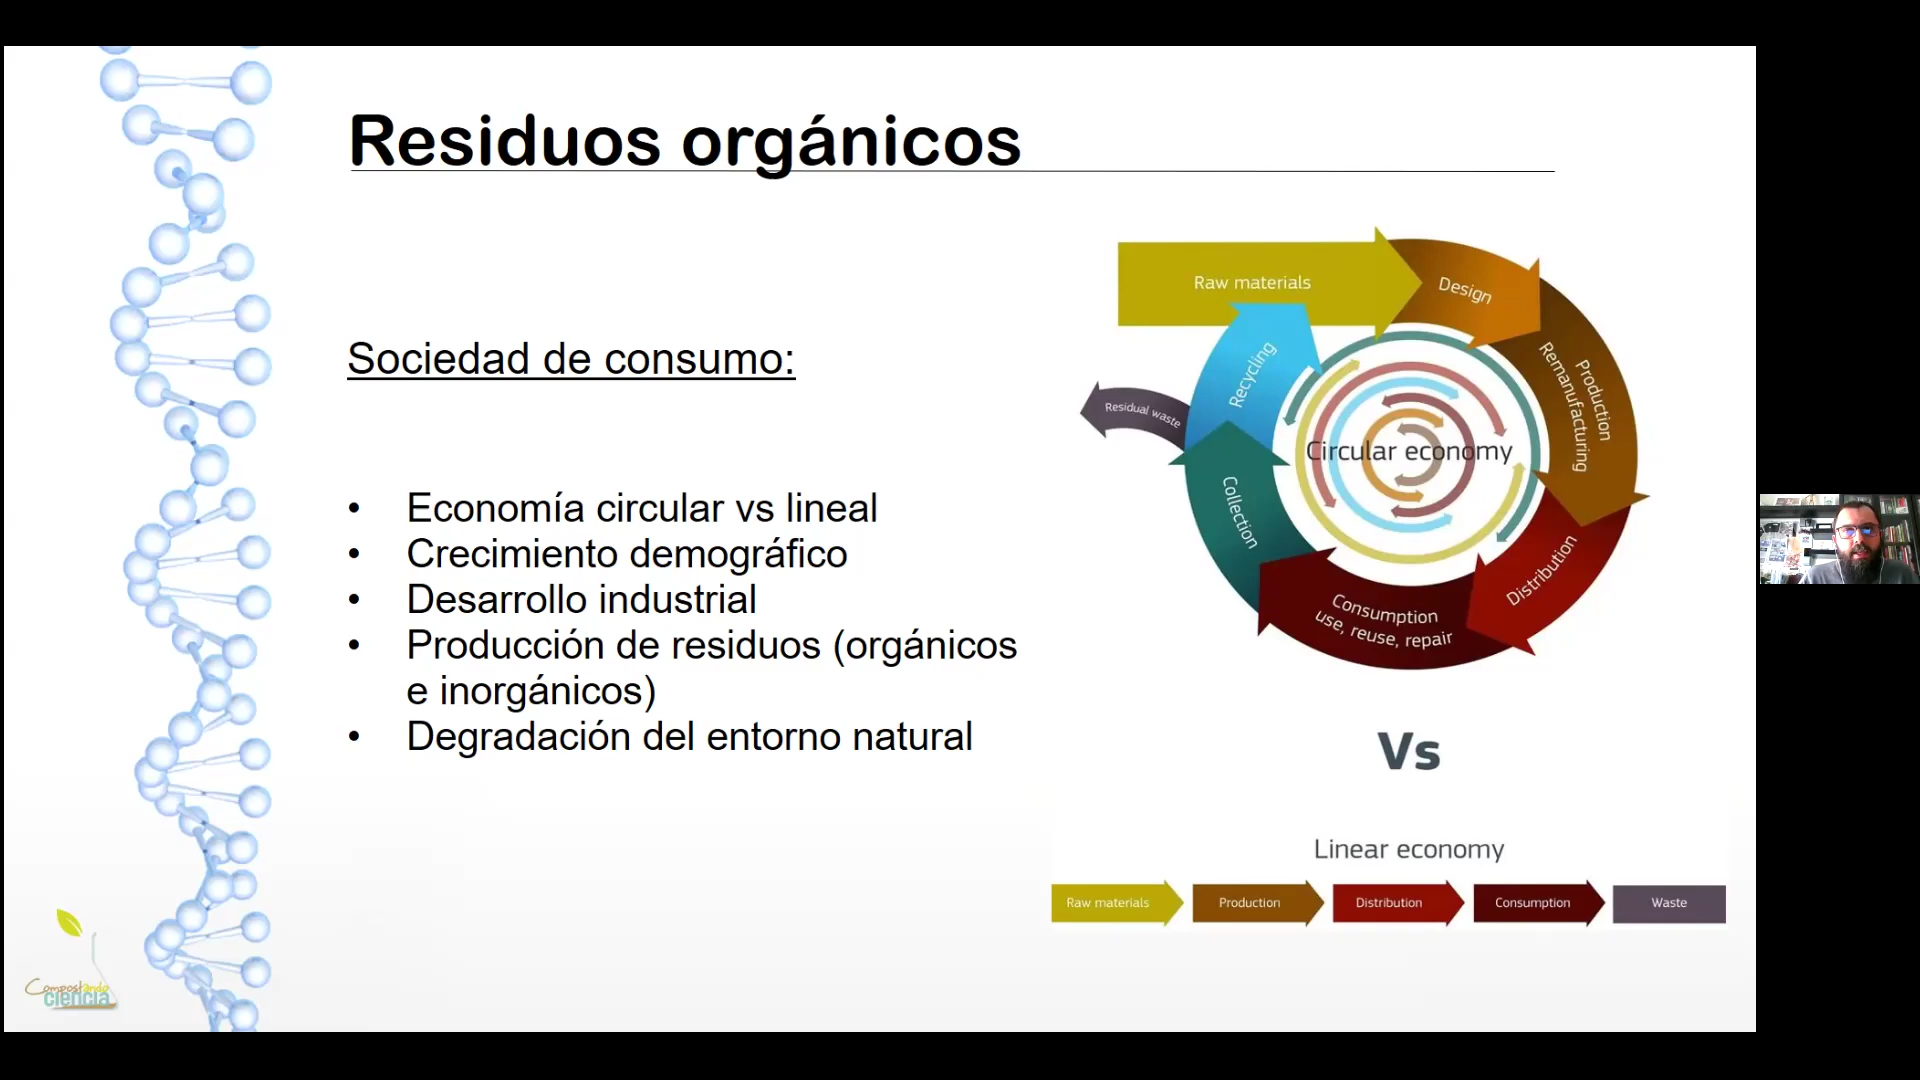 Residuos orgánicos
Sociedad de consumo:
• Economía circular vs lineal
• Crecimiento demográfico
• Desarrollo industrial
• Producción de residuos (orgánicos
e inorgánicos)
• Degradación del entorno natural
Raw materials
Design
Production
Remanufacturing
Distribution
Consumption
use, reuse, repair
Collection
Recycling
Residual waste
Circular economy
Vs
Linear economy
Raw materials
Production
Distribution
Consumption
Waste
Compostando
ciencia